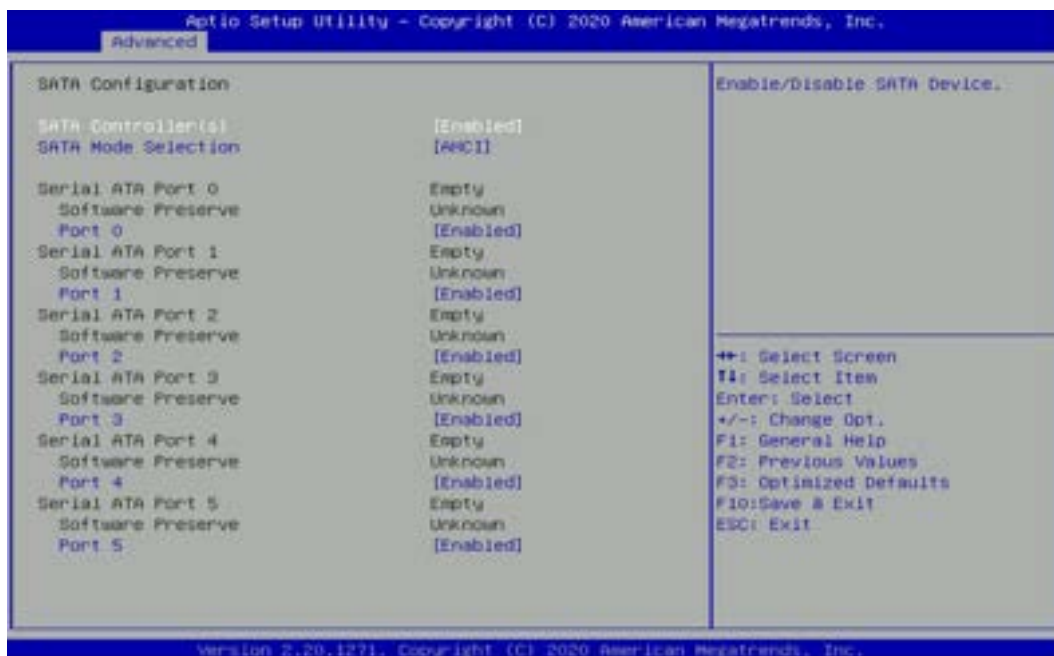 Aptio Setup Utility – Copyright (C) 2020 American Megatrends, Inc.
Advanced
SATA Configuration
SATA Controller(s) [Enabled]
SATA Mode Selection [AHCI]
Serial ATA Port 0 Empty
Software Preserve Unknown
Port 0 [Enabled]
Serial ATA Port 1 Empty
Software Preserve Unknown
Port 1 [Enabled]
Serial ATA Port 2 Empty
Software Preserve Unknown
Port 2 [Enabled]
Serial ATA Port 3 Empty
Software Preserve Unknown
Port 3 [Enabled]
Serial ATA Port 4 Empty
Software Preserve Unknown
Port 4 [Enabled]
Serial ATA Port 5 Empty
Software Preserve Unknown
Port 5 [Enabled]
Enable/Disable SATA Device.
→←: Select Screen
↑↓: Select Item
Enter: Select
+/-: Change Opt.
F1: General Help
F2: Previous Values
F3: Optimized Defaults
F10:Save & Exit
ESC: Exit
Version 2.20.1271. Copyright (C) 2020 American Megatrends, Inc.